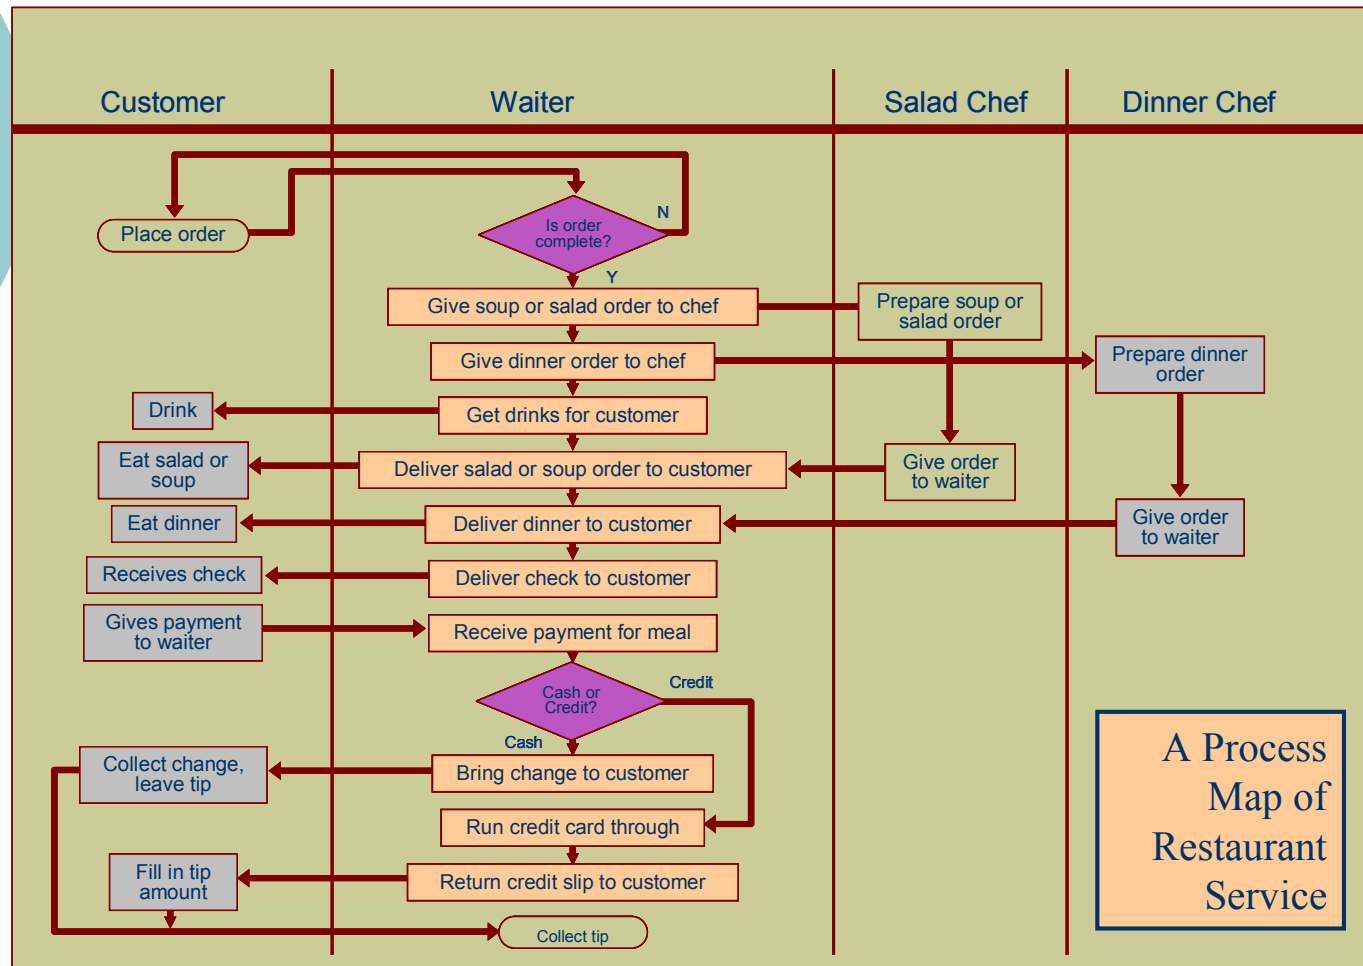 Customer
Waiter
Salad Chef
Dinner Chef
Place order
Is order
complete?
N
Y
Give soup or salad order to chef
Prepare soup or
salad order
Give dinner order to chef
Prepare dinner
order
Drink
Get drinks for customer
Eat salad or
soup
Deliver salad or soup order to customer
Give order
to waiter
Eat dinner
Deliver dinner to customer
Give order
to waiter
Receives check
Deliver check to customer
Gives payment
to waiter
Receive payment for meal
Cash or
Credit?
Credit
Cash
Collect change,
leave tip
Bring change to customer
Run credit card through
Fill in tip
amount
Return credit slip to customer
Collect tip
A Process
Map of
Restaurant
Service